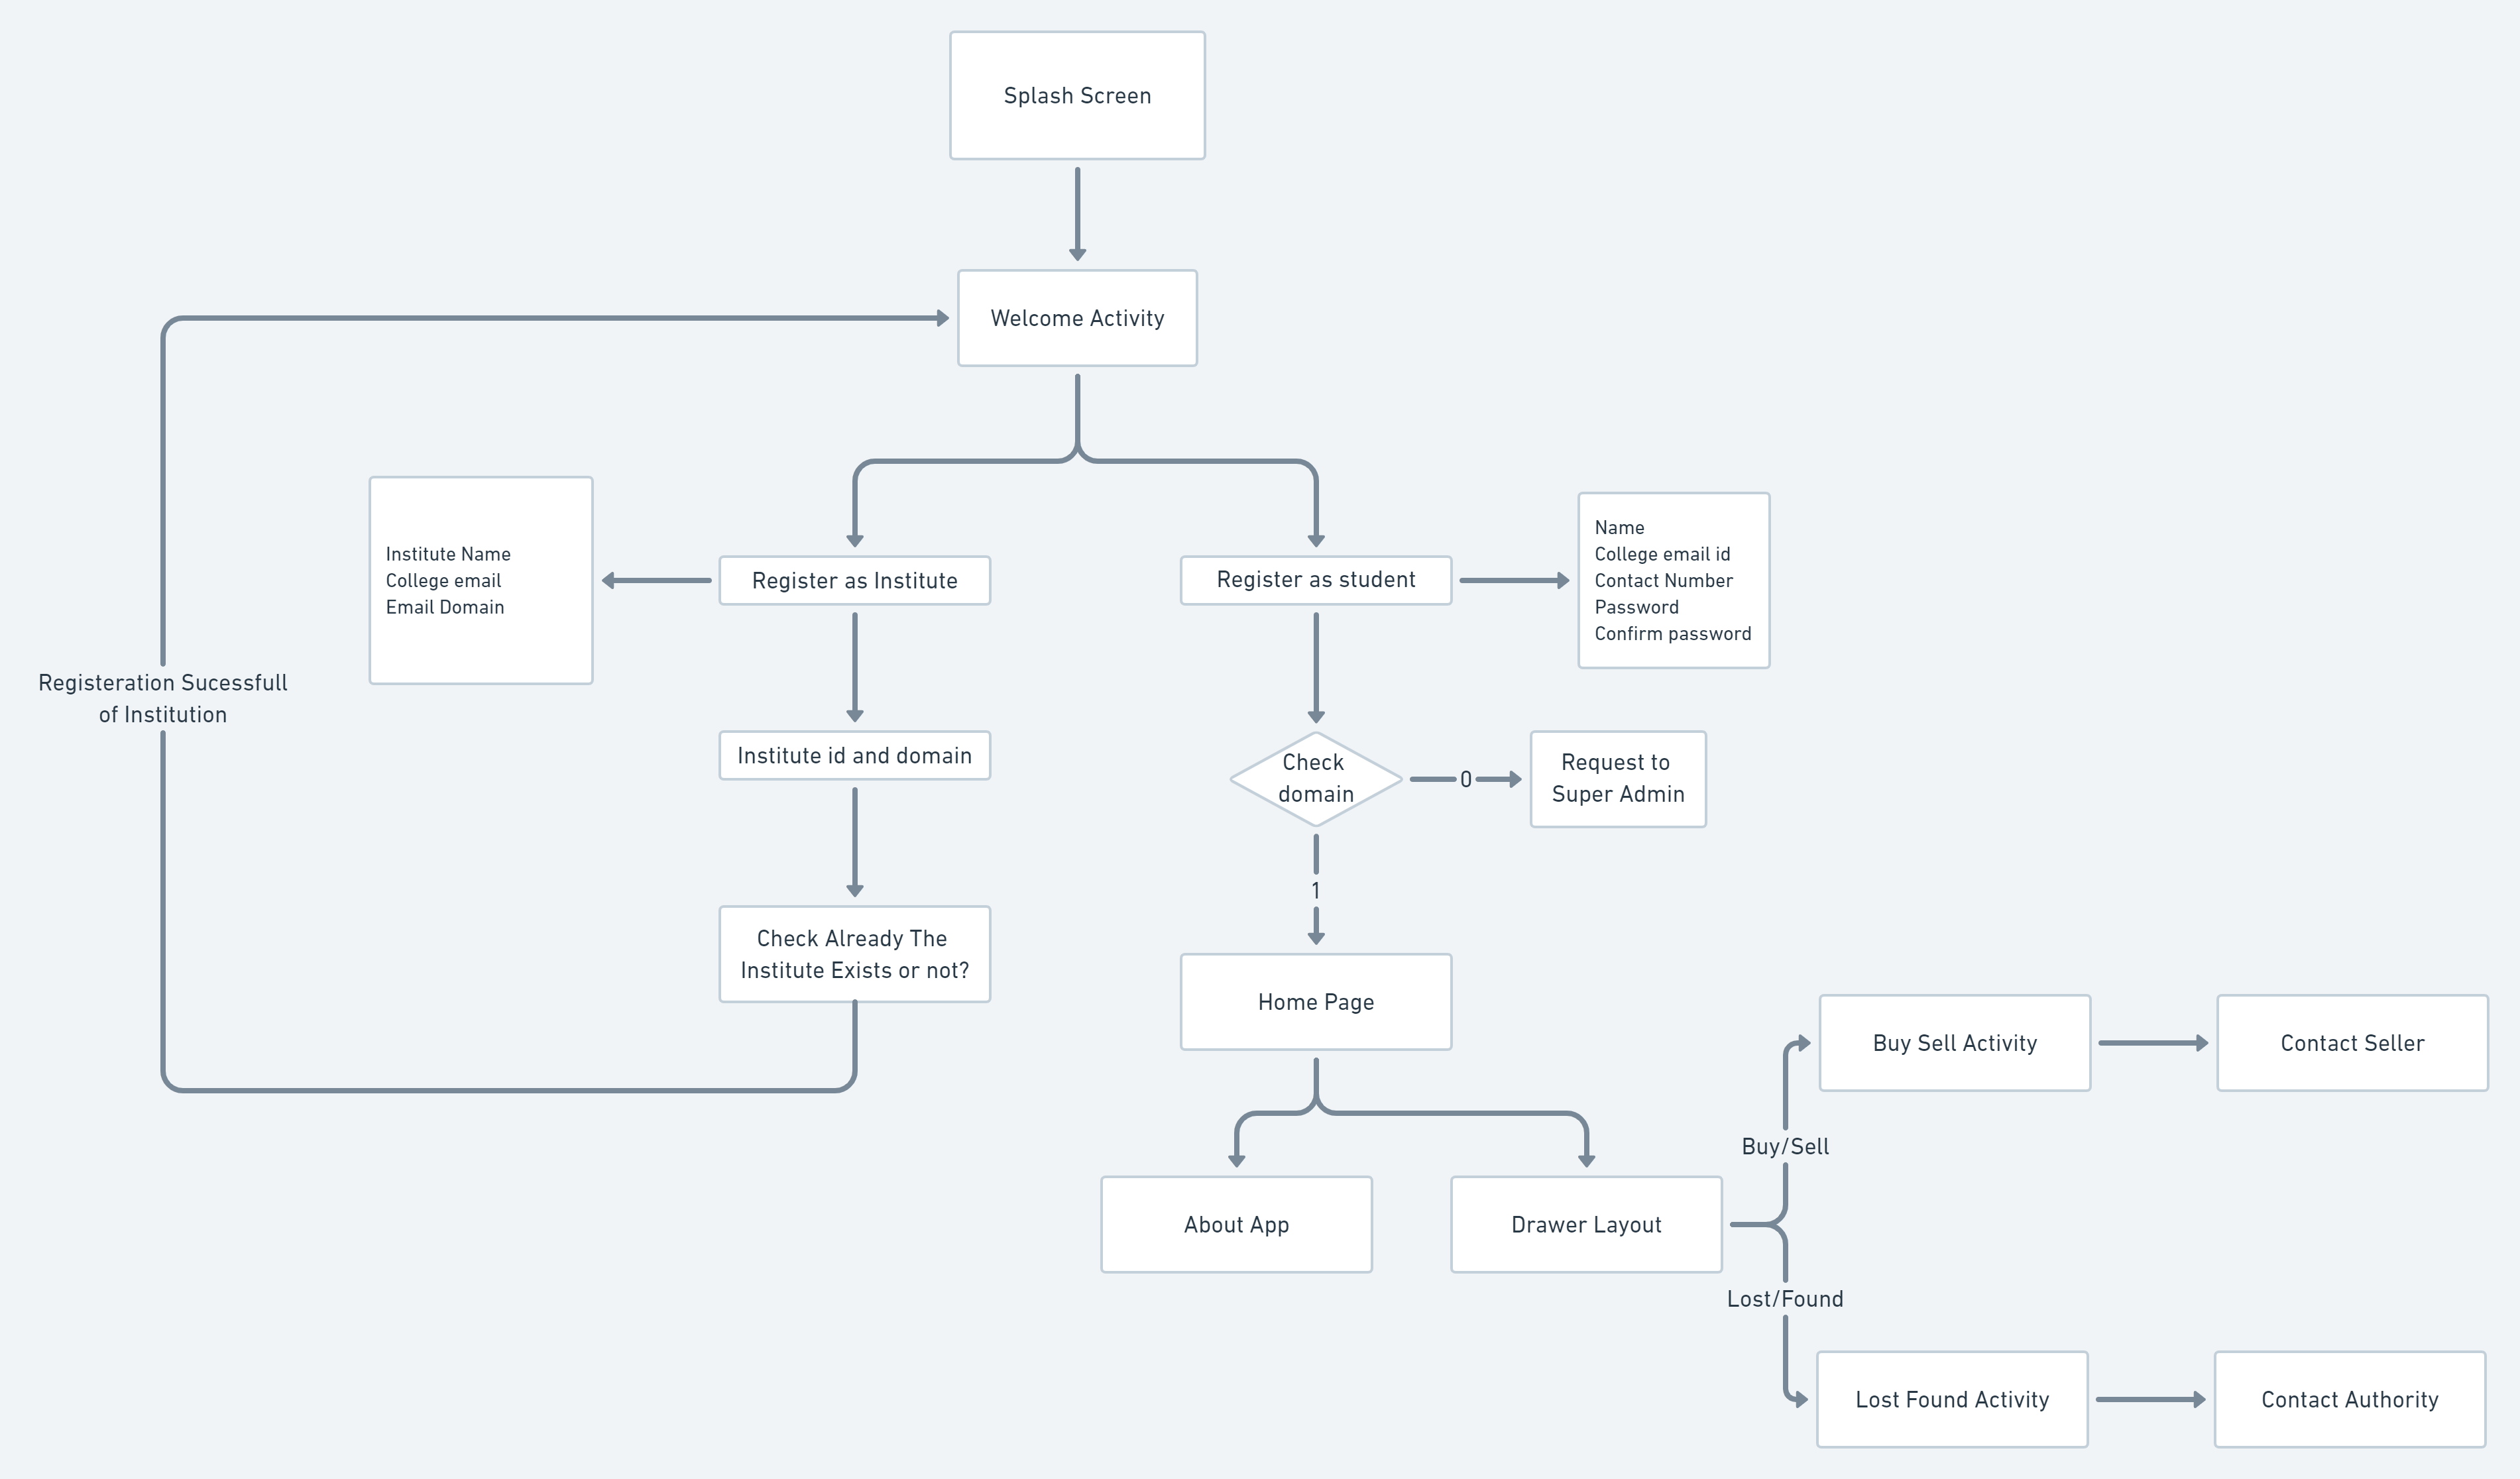 Splash Screen
Welcome Activity
Institute Name
College email
Email Domain
Register as Institute
Register as student
Name
College email id
Contact Number
Password
Confirm password
Registeration Sucessfull
of Institution
Institute id and domain
Check
domain
0
Request to
Super Admin
1
Check Already The
Institute Exists or not?
Home Page
Buy Sell Activity
Contact Seller
Buy/Sell
About App
Drawer Layout
Lost/Found
Lost Found Activity
Contact Authority